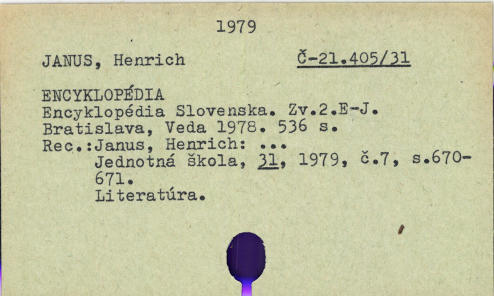 1979
JANUS, Henrich Č-21.405/31
ENCYKLOPÉDIA
Encyklopédia Slovenska. Zv.2.E-J.
Bratislava, Veda 1978. 536 s.
Rec.:Janus, Henrich: ...
Jednotná škola, 31, 1979, č.7, s.670-
671.
Literatúra.